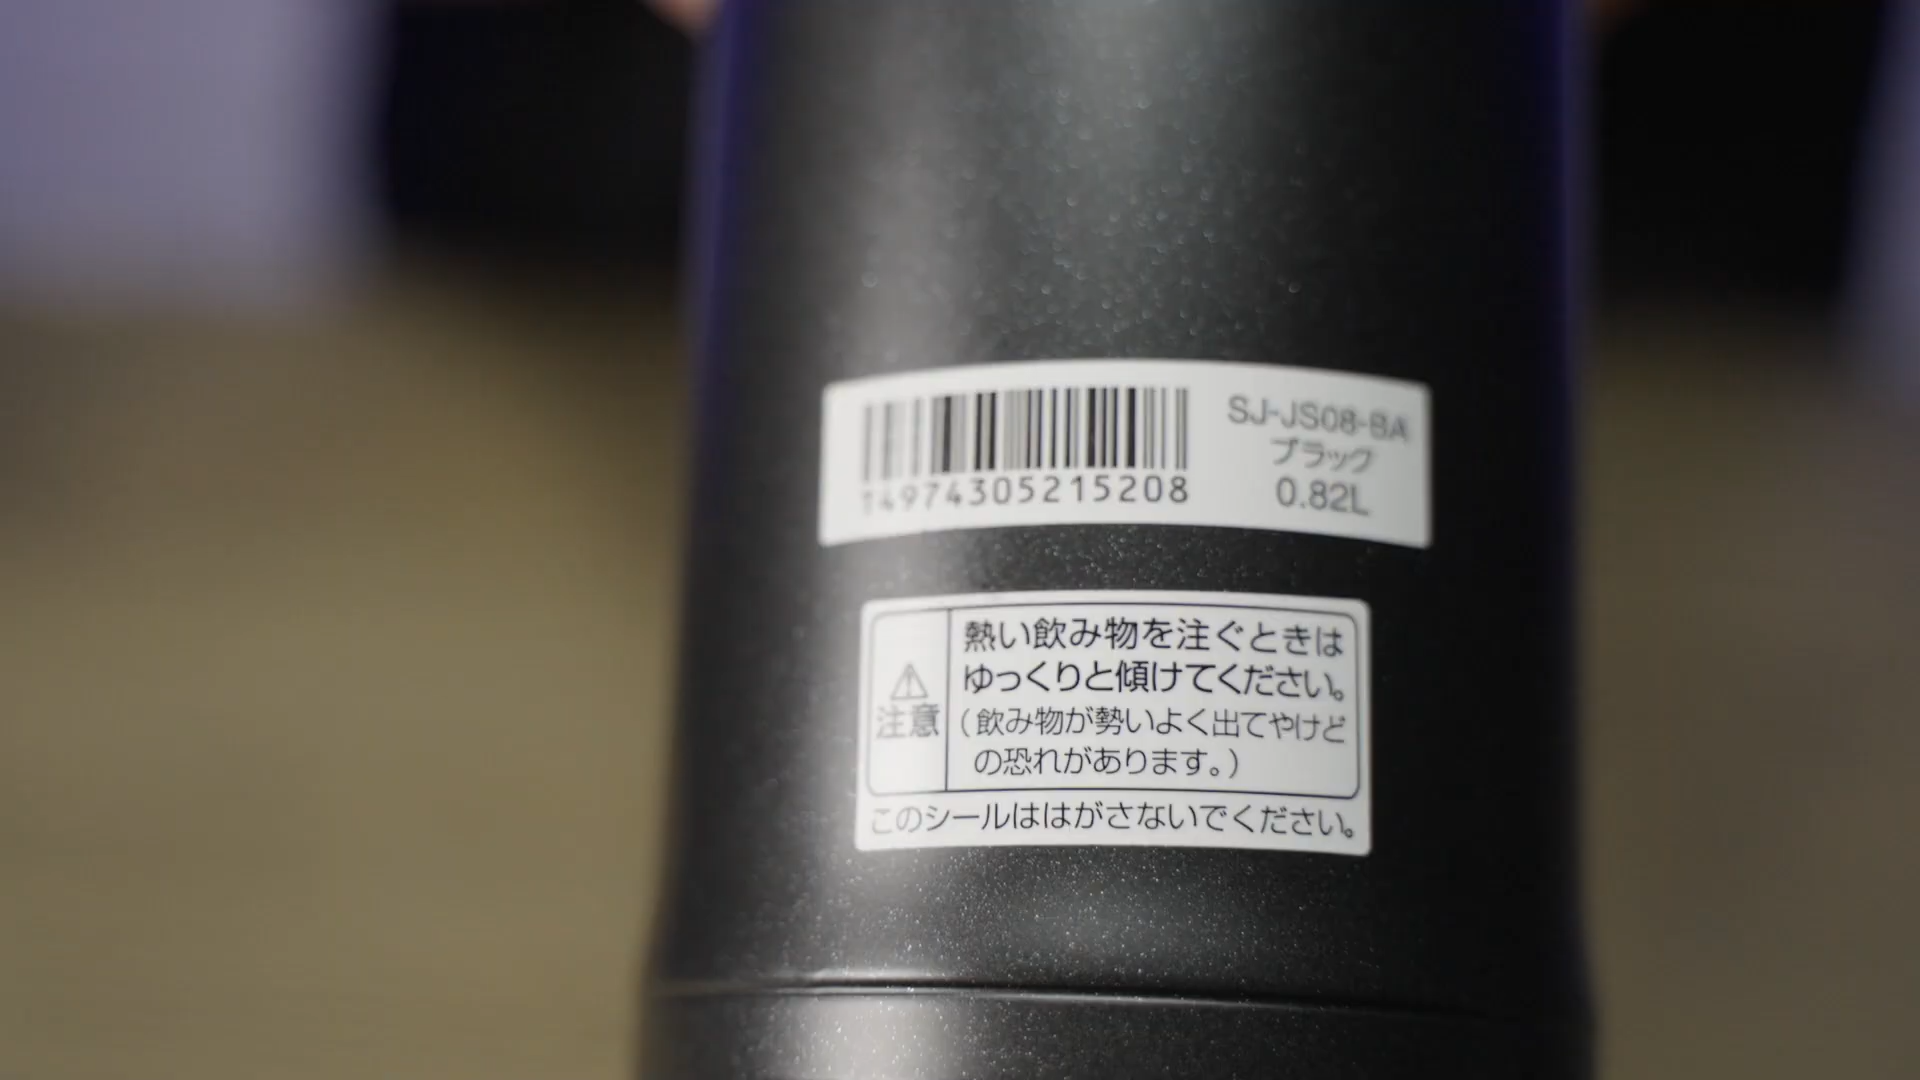 SJ-JS08-BA
ブラック
0.82L
14974305215208
注意
熱い飲み物を注ぐときは
ゆっくりと傾けてください。
(飲み物が勢いよく出てやけど
の恐れがあります。)
このシールははがさないでください。